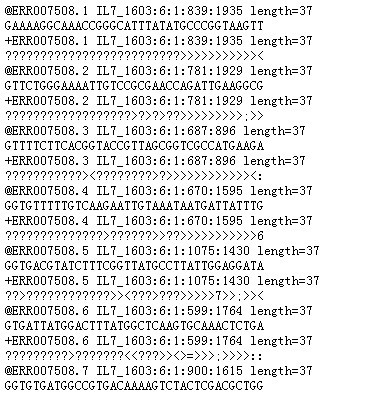 @ERR007508.1 IL7_1603:6:1:839:1935 length=37
GAAAAGGCAAACCGGGCATTTATATGCCCGGTAAGTT
+ERR007508.1 IL7_1603:6:1:839:1935 length=37
?????????????????????????>>>>>>>>>>><
@ERR007508.2 IL7_1603:6:1:781:1929 length=37
GTTCTGGGAAAATTGTCCGCGAACCAGATTGAAGGCG
+ERR007508.2 IL7_1603:6:1:781:1929 length=37
??????????????????>>>?>>??>>>>>>>>;>>
@ERR007508.3 IL7_1603:6:1:687:896 length=37
GTTTTCTTCACGGTACCGTTAGCGGTCGCCATGAAGA
+ERR007508.3 IL7_1603:6:1:687:896 length=37
????????????<????????>?>>>>>>>>>>>><:
@ERR007508.4 IL7_1603:6:1:670:1595 length=37
GGTGTTTTTGTCAAGAATTGTAAATAATGATTATTTG
+ERR007508.4 IL7_1603:6:1:670:1595 length=37
??????????????>??????>>??>>>>>>>>>>>6
@ERR007508.5 IL7_1603:6:1:1075:1430 length=37
GGTGACGTATCTTTCGGTTATGCCTTATTGGAGGATA
+ERR007508.5 IL7_1603:6:1:1075:1430 length=37
??>????????????>><???>???>>>>>7>>;>><
@ERR007508.6 IL7_1603:6:1:599:1764 length=37
GTGATTATGGACTTTATGGCTCAAGTGCAAACTCTGA
+ERR007508.6 IL7_1603:6:1:599:1764 length=37
?????????>???????<<???>><>=>>>;>>>>::
@ERR007508.7 IL7_1603:6:1:900:1615 length=37
GGTGTGATGGCCGTGACAAAAGTCTACTCGACGCTGG